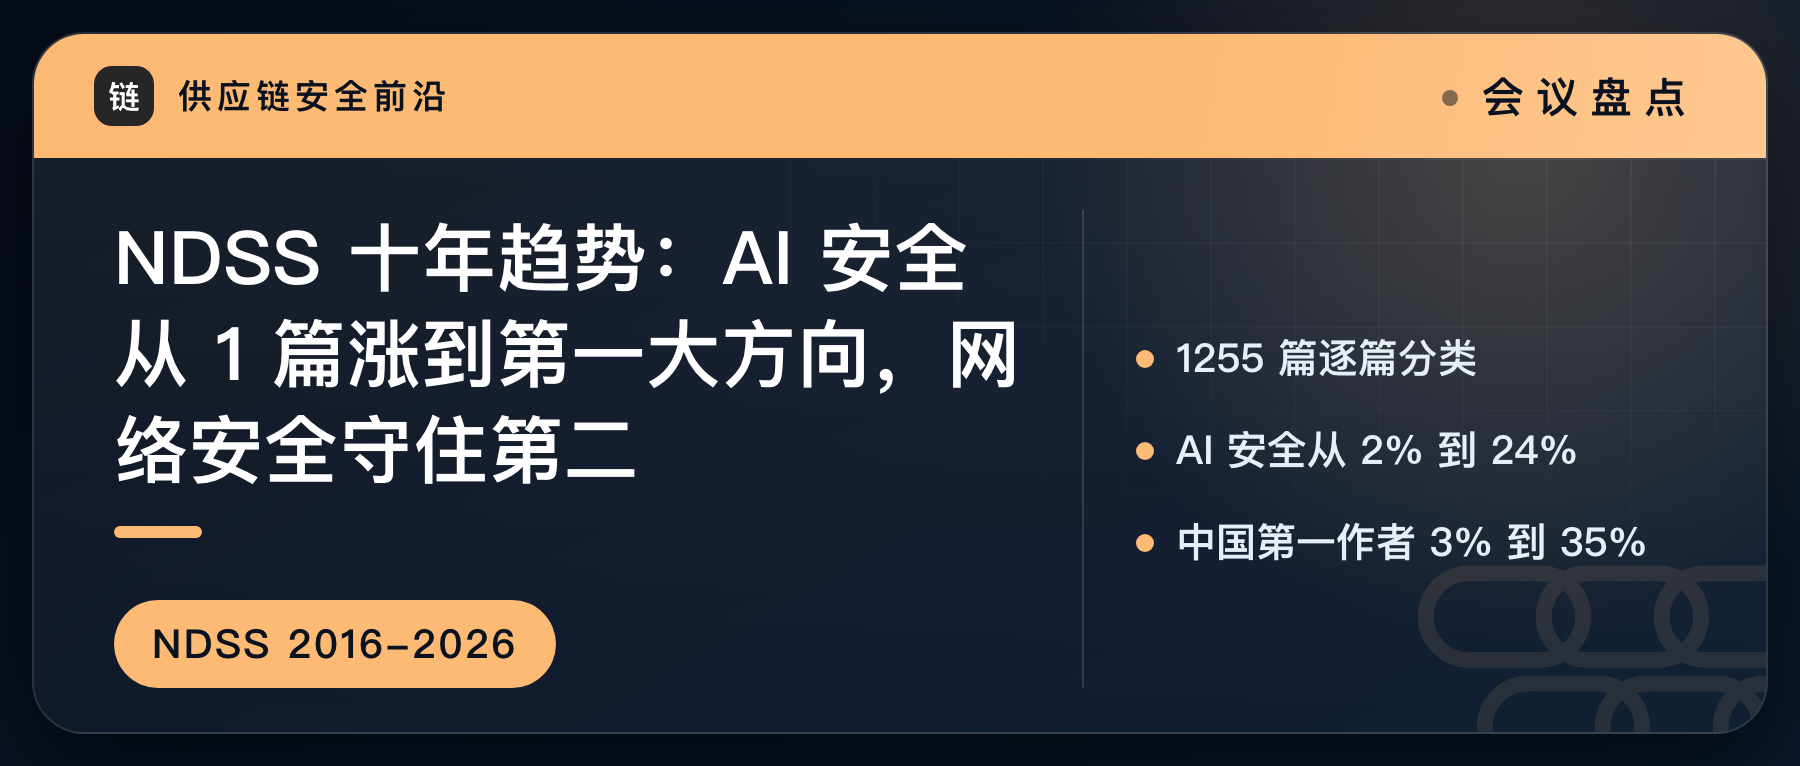 链 供应链安全前沿
会议盘点
NDSS 十年趋势：AI 安全
从 1 篇涨到第一大方向，网
络安全守住第二
NDSS 2016–2026
1255 篇逐篇分类
AI 安全从 2% 到 24%
中国第一作者 3% 到 35%